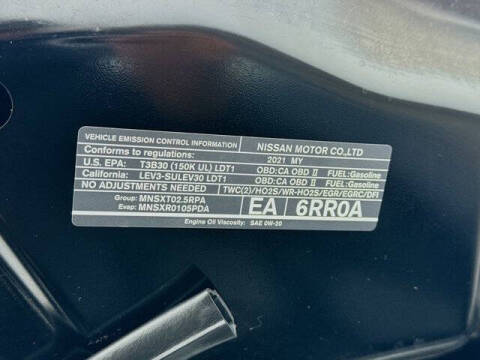 VEHICLE EMISSION CONTROL INFORMATION NISSAN MOTOR CO.,LTD
Conforms to regulations: 2021 MY
U.S. EPA: T3B30 (150K UL) LDT1 OBD:CA OBD II FUEL:Gasoline
California: LEV3-SULEV30 LDT1 OBD:CA OBD II FUEL:Gasoline
NO ADJUSTMENTS NEEDED TWC(2)/HO2S/WR-HO2S/EGR/EGRC/DFI
Group: MNSXT02.5RPA EA 6RR0A
Evap: MNSXR0105PDA
Engine Oil Viscosity: SAE 0W-20